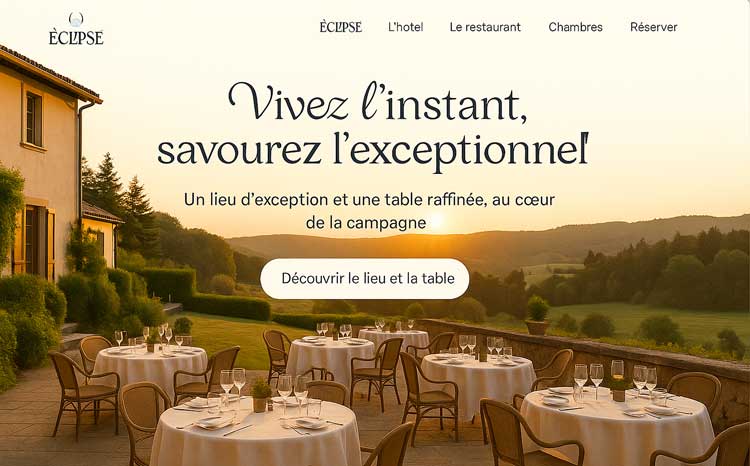 ÈCLIPSE
ÈCLIPSE L'hotel Le restaurant Chambres Réserver
Vivez l'instant,
savourez l'exceptionnel
Un lieu d'exception et une table raffinée, au cœur
de la campagne
Découvrir le lieu et la table